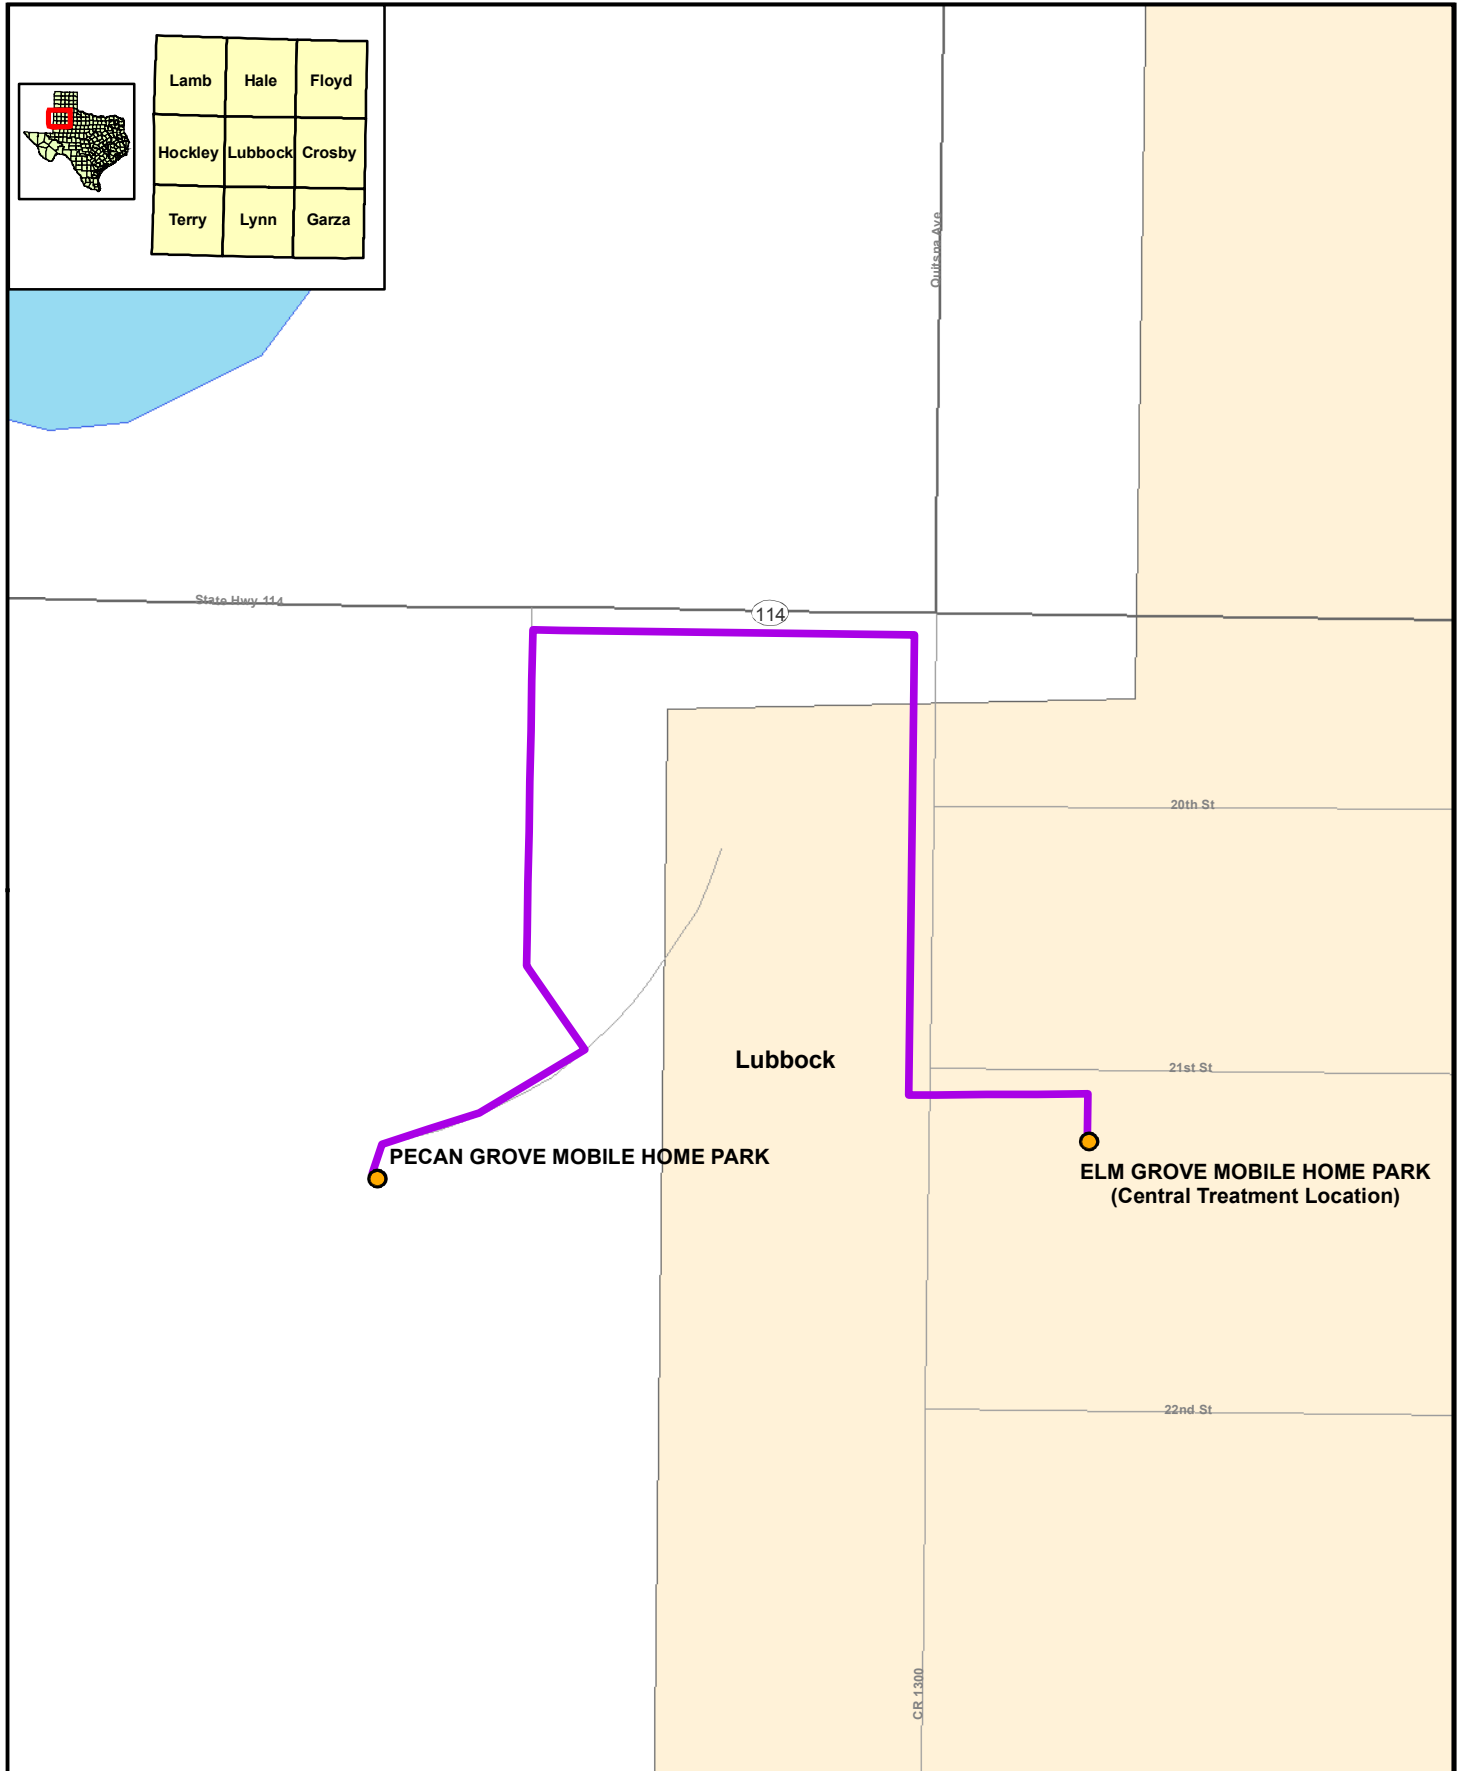 Lamb Hale Floyd
Hockley Lubbock Crosby
Terry Lynn Garza
Quitsna Ave
State Hwy 114
114
20th St
Lubbock
21st St
PECAN GROVE MOBILE HOME PARK
ELM GROVE MOBILE HOME PARK
(Central Treatment Location)
22nd St
CR 1300